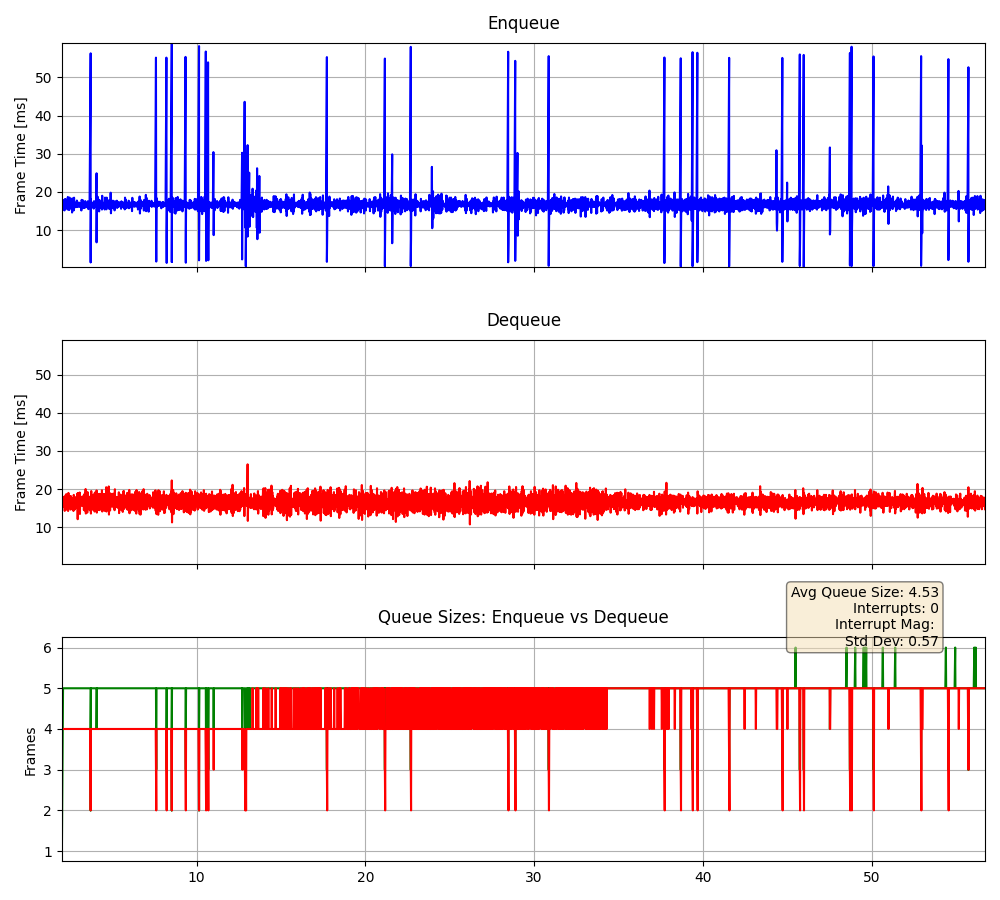 Enqueue
Frame Time [ms]
50
40
30
20
10
Dequeue
Frame Time [ms]
50
40
30
20
10
Avg Queue Size: 4.53
Interrupts: 0
Interrupt Mag:
Std Dev: 0.57
Queue Sizes: Enqueue vs Dequeue
Frames
6
5
4
3
2
1
10 20 30 40 50